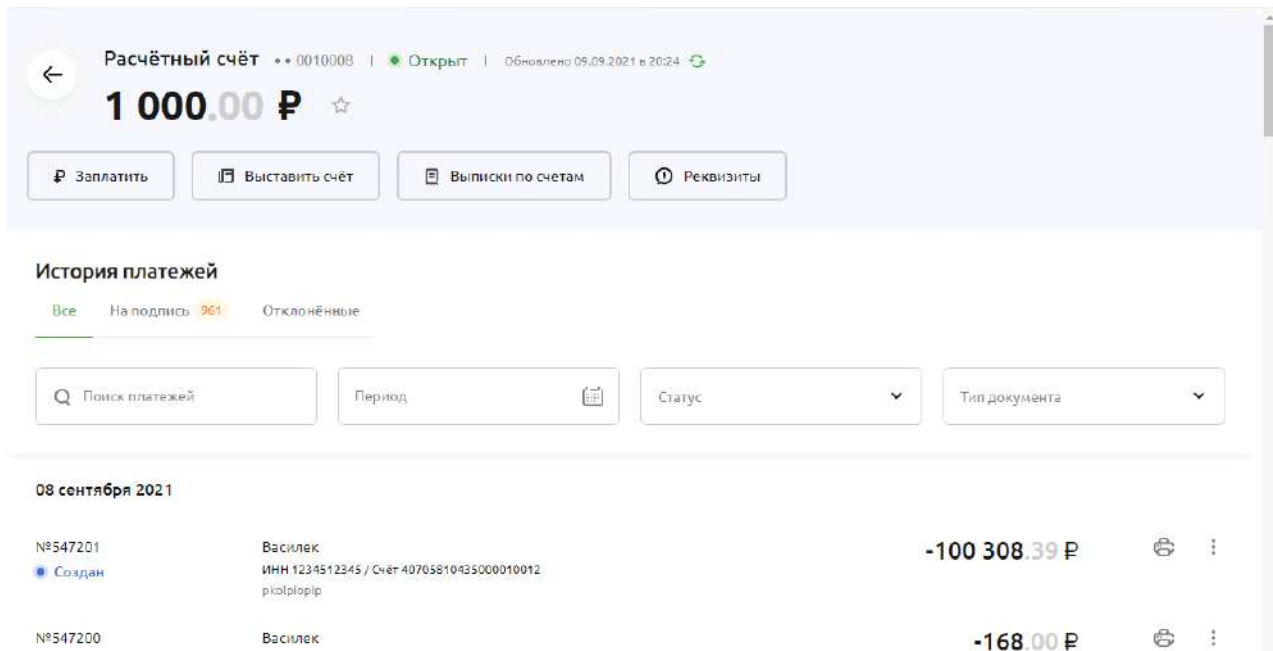 Расчётный счёт •• 0010008 | Открыт | Обновлено 09.09.2021 в 20:24
1 000.00 ₽
₽ Заплатить Выставить счёт Выписки по счетам Реквизиты
История платежей
Все На подпись 961 Отклонённые
Поиск платежей Период Статус Тип документа
08 сентября 2021
№547201 Василек -100 308.39 ₽
Создан ИНН 1234512345 / Счёт 40705810435000010012
pkolplopip
№547200 Василек -168.00 ₽